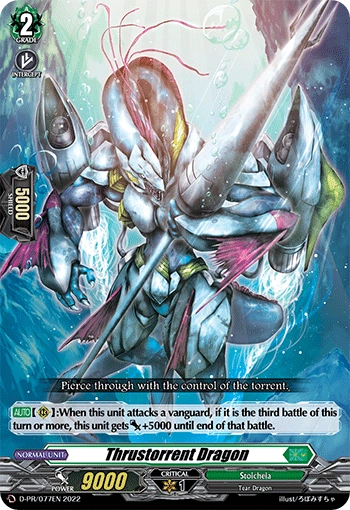 2
GRADE
INTERCEPT
5000
SHIELD
Pierce through with the control of the torrent.
AUTO【 】:When this unit attacks a vanguard, if it is the third battle of this
turn or more, this unit gets +5000 until end of that battle.
NORMAL UNIT
Thrustorrent Dragon
POWER 9000
CRITICAL
1
Stoicheia
Tear Dragon
D-PR/077EN 2022
illust/ろぼみすちゃ